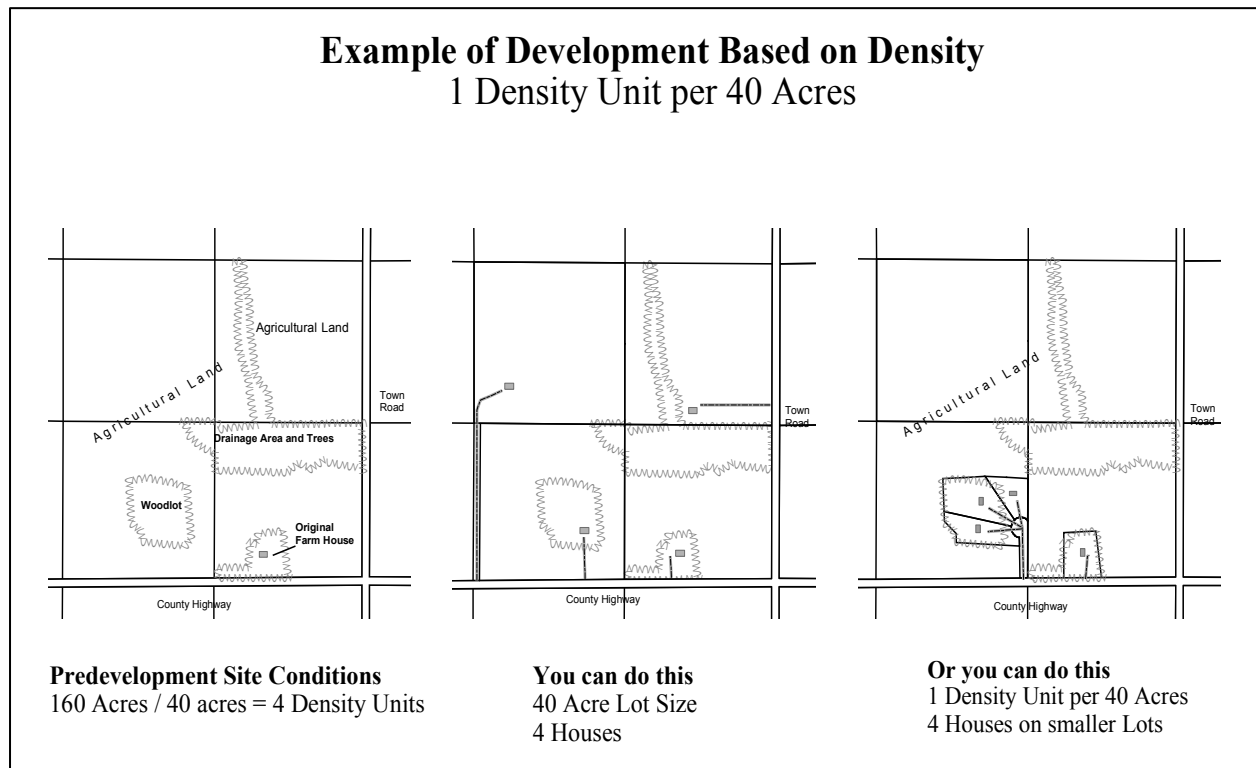 Example of Development Based on Density
1 Density Unit per 40 Acres
Agricultural Land
Agricultural Land
Town
Road
Drainage Area and Trees
Woodlot
Original
Farm House
County Highway
Town
Road
County Highway
Agricultural Land
Town
Road
County Highway
Predevelopment Site Conditions
160 Acres / 40 acres = 4 Density Units
You can do this
40 Acre Lot Size
4 Houses
Or you can do this
1 Density Unit per 40 Acres
4 Houses on smaller Lots